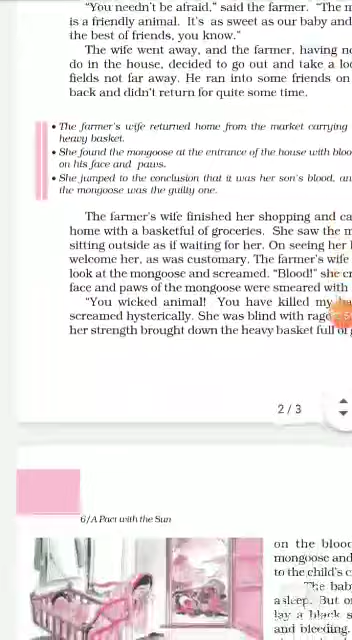 "You needn't be afraid," said the farmer. "The
is a friendly animal. It's as sweet as our baby and
the best of friends, you know."
The wife went away, and the farmer, having
do in the house, decided to go out and take a
fields not far away. He ran into some friends on
back and didn't return for quite some time.
• The farmer's wife returned home from the market carrying
heavy basket.
• She found the mongoose at the entrance of the house with
on his face and paws.
• She jumped to the conclusion that it was her son's blood,
the mongoose was the guilty one.
The farmer's wife finished her shopping and
home with a basketful of groceries. She saw the
sitting outside as if waiting for her. On seeing her
welcome her, as was customary. The farmer's wife
look at the mongoose and screamed. "Blood!" she
face and paws of the mongoose were smeared with
"You wicked animal! You have killed my
screamed hysterically. She was blind with rage
her strength brought down the heavy basket full of
2 / 3
6/A Pact with the Sun
on the
mongoose and
to the child's
The
asleep. But
lay a black
and bleeding.